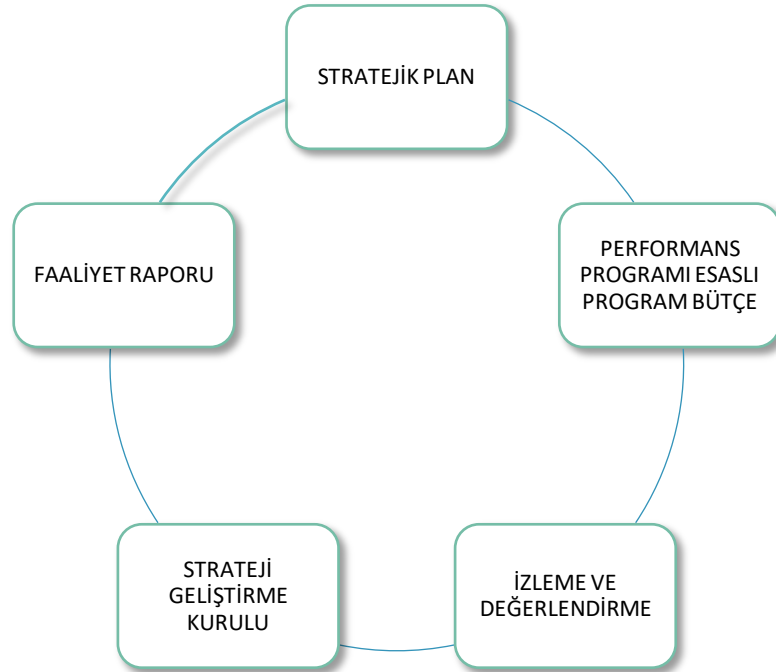 STRATEJİK PLAN
PERFORMANS
PROGRAMI ESASLI
PROGRAM BÜTÇE
İZLEME VE
DEĞERLENDİRME
STRATEJİ
GELİŞTİRME
KURULU
FAALİYET RAPORU